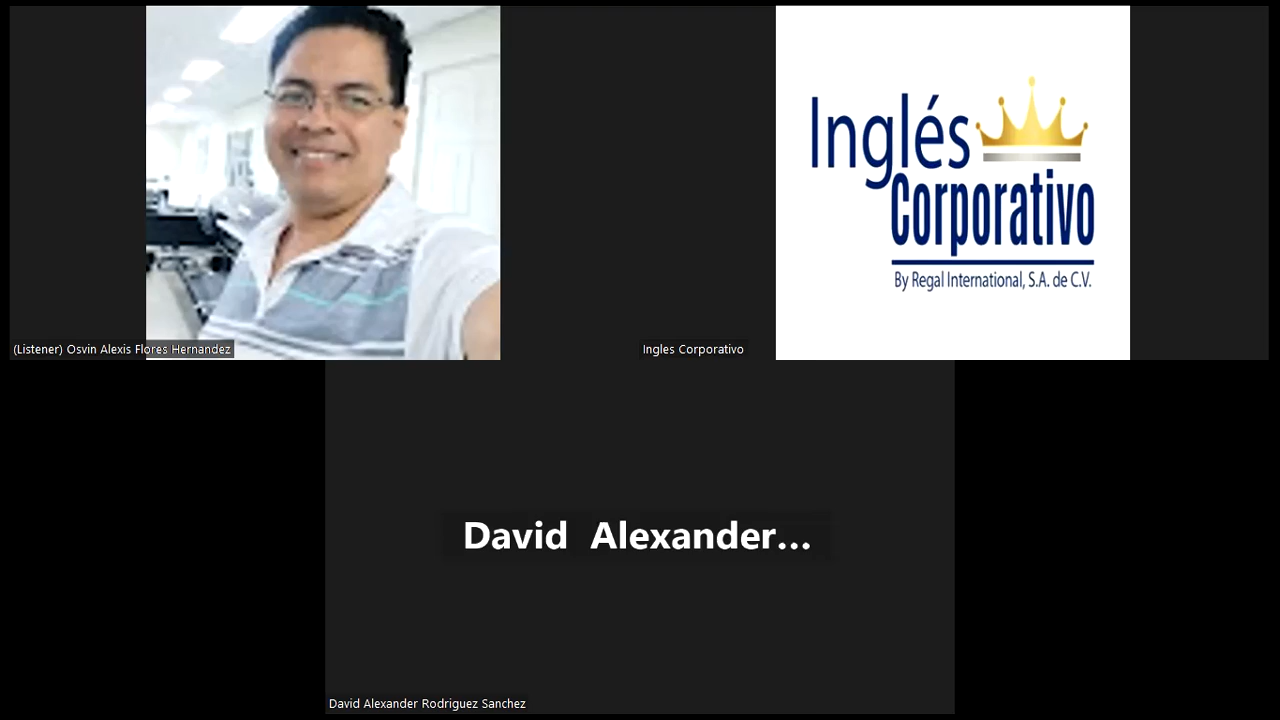 Inglés
Corporativo
By Regal International, S.A. de C.V.
(Listener) Osvin Alexis Flores Hernandez
Ingles Corporativo
David Alexander...
David Alexander Rodriguez Sanchez